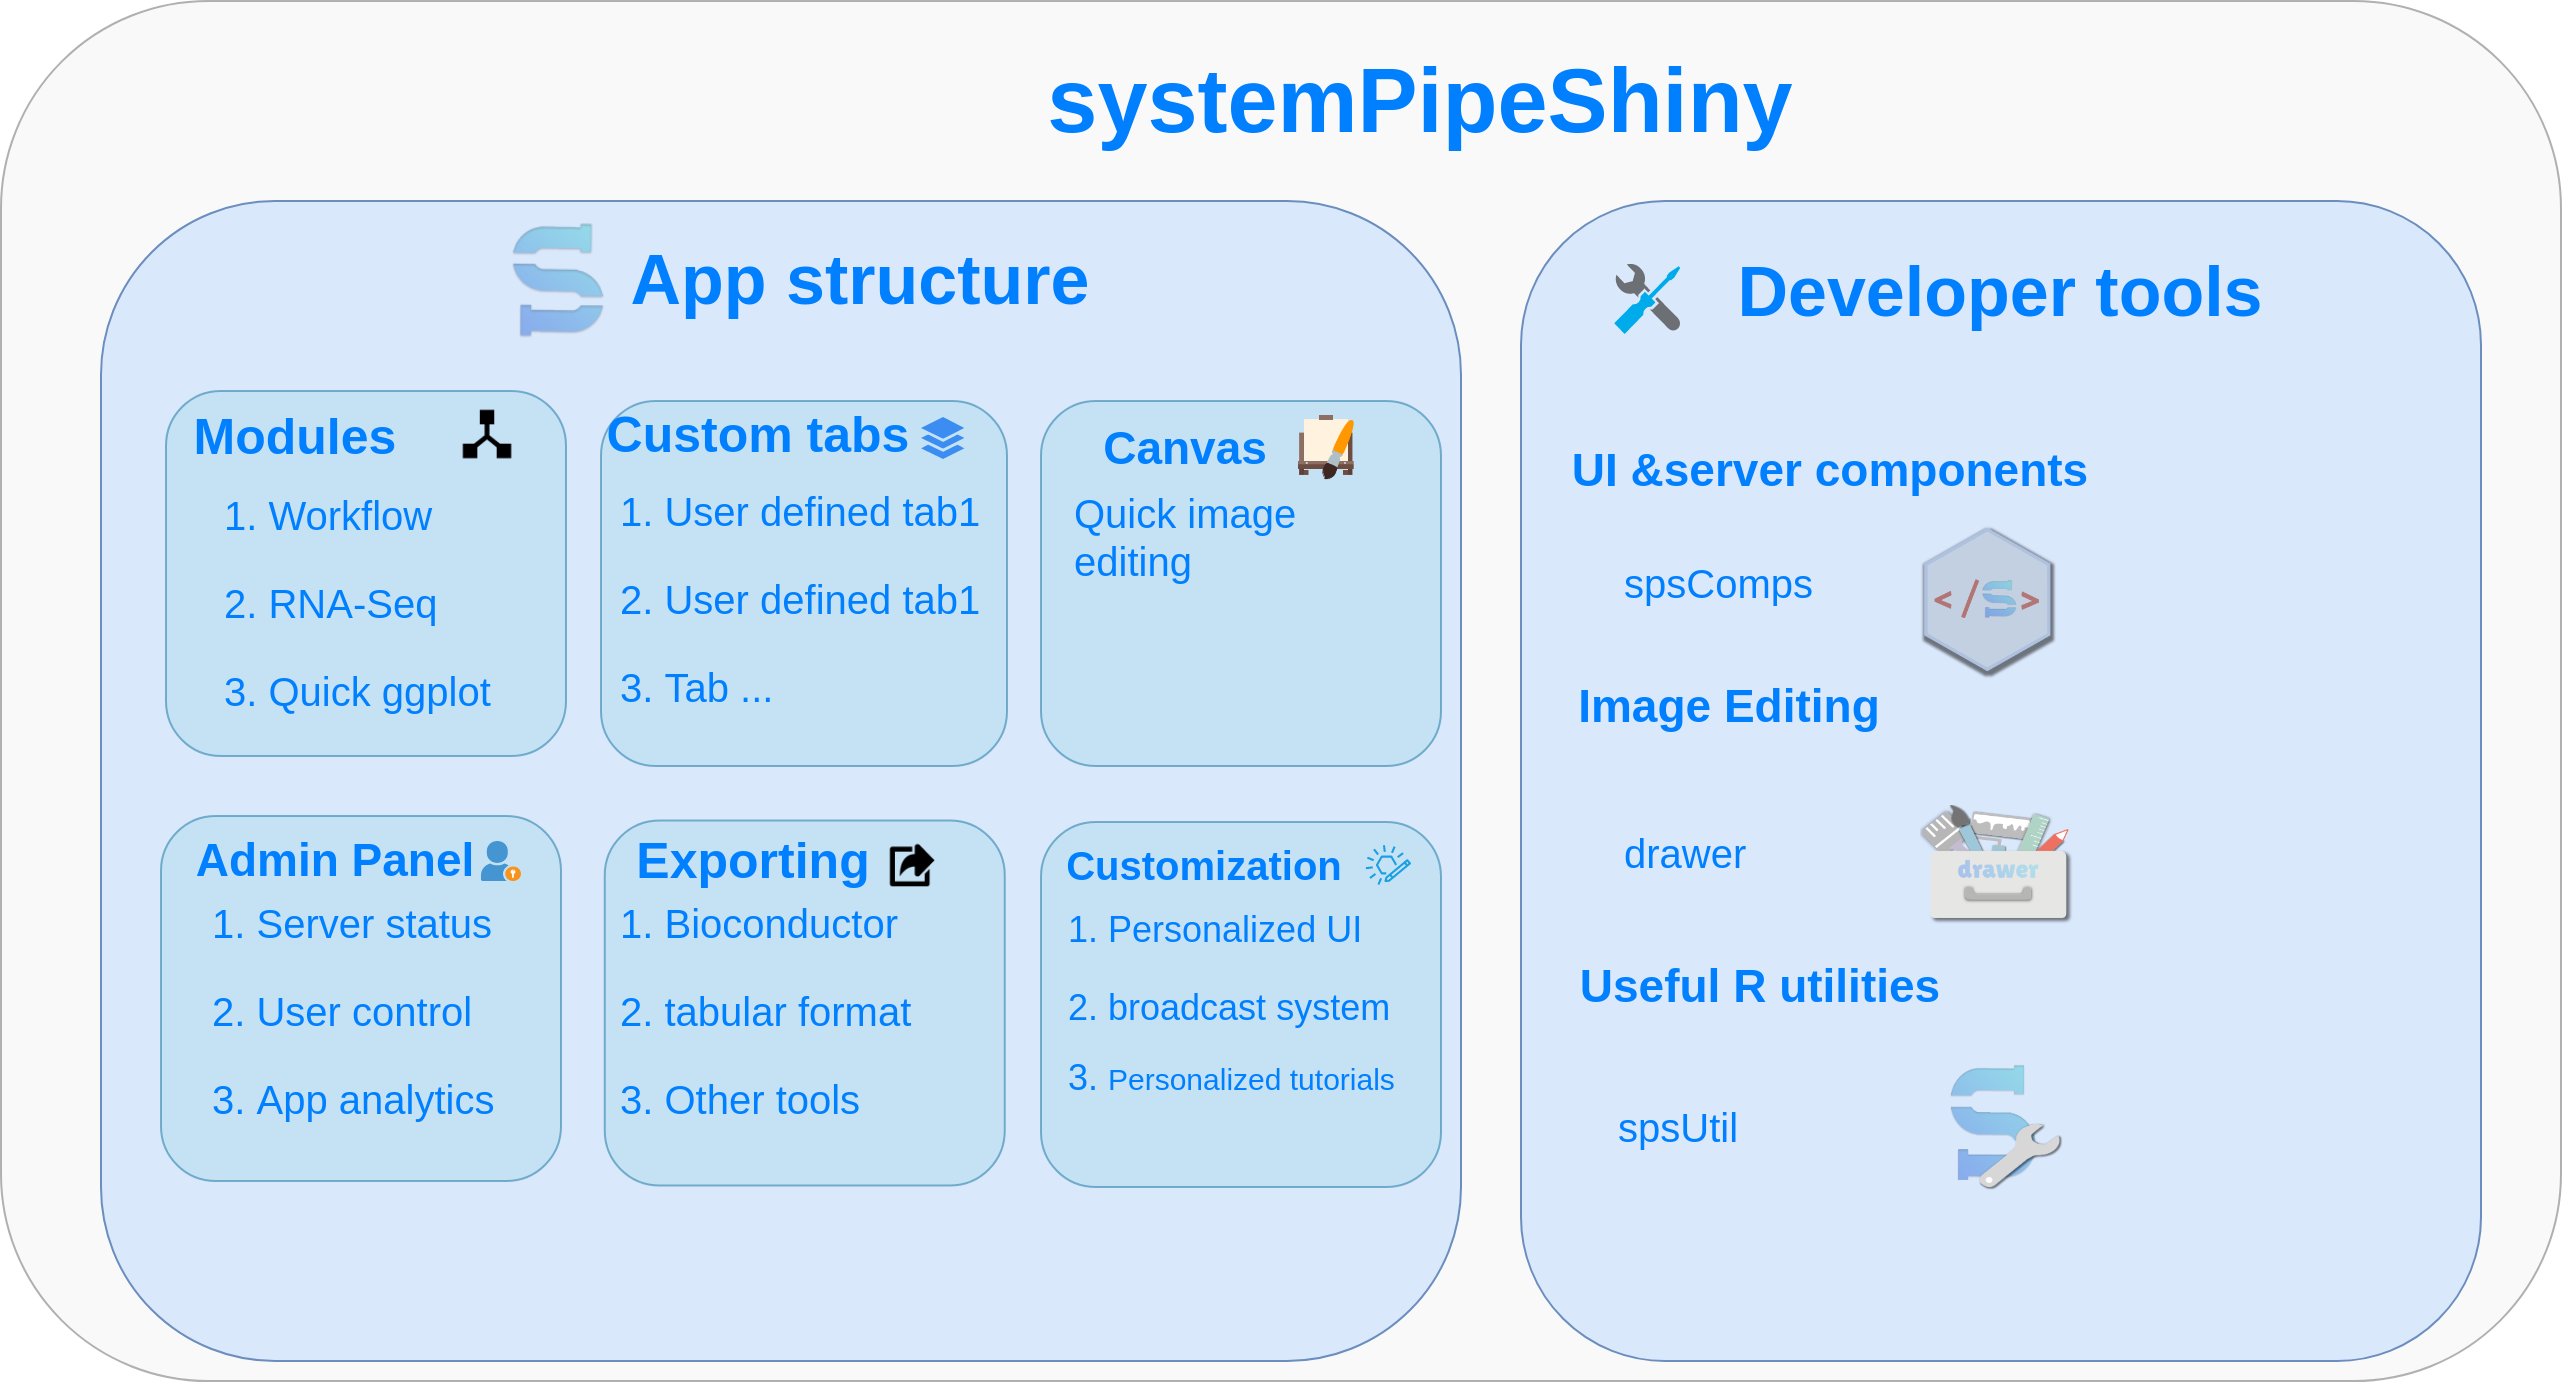 systemPipeShiny
App structure
Modules
1. Workflow
2. RNA-Seq
3. Quick ggplot
Custom tabs
1. User defined tab1
2. User defined tab1
3. Tab ...
Canvas
Quick image
editing
Admin Panel
1. Server status
2. User control
3. App analytics
Exporting
1. Bioconductor
2. tabular format
3. Other tools
Customization
1. Personalized UI
2. broadcast system
3. Personalized tutorials
Developer tools
UI &server components
spsComps
</S>
Image Editing
drawer
drawer
Useful R utilities
spsUtil